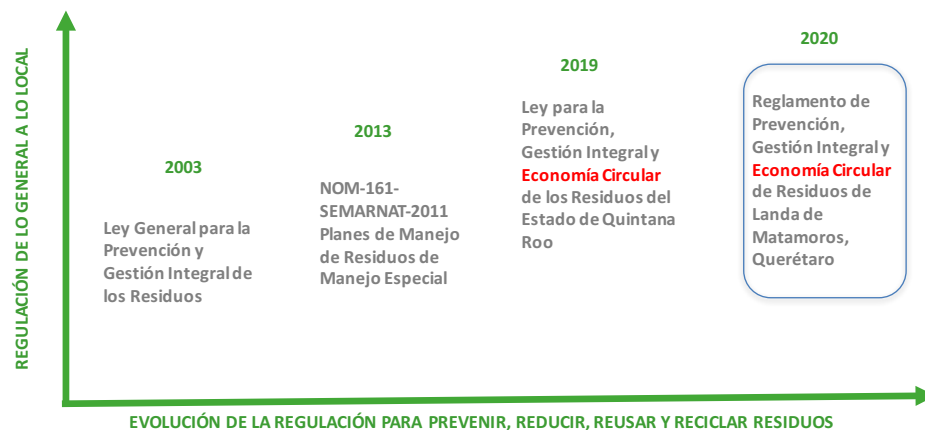 REGULACIÓN DE LO GENERAL A LO LOCAL
2003
Ley General para la
Prevención y
Gestión Integral de
los Residuos
2013
NOM-161-
SEMARNAT-2011
Planes de Manejo
de Residuos de
Manejo Especial
2019
Ley para la
Prevención,
Gestión Integral y
Economía Circular
de los Residuos del
Estado de Quintana
Roo
2020
Reglamento de
Prevención,
Gestión Integral y
Economía Circular
de Residuos de
Landa de
Matamoros,
Querétaro
EVOLUCIÓN DE LA REGULACIÓN PARA PREVENIR, REDUCIR, REUSAR Y RECICLAR RESIDUOS